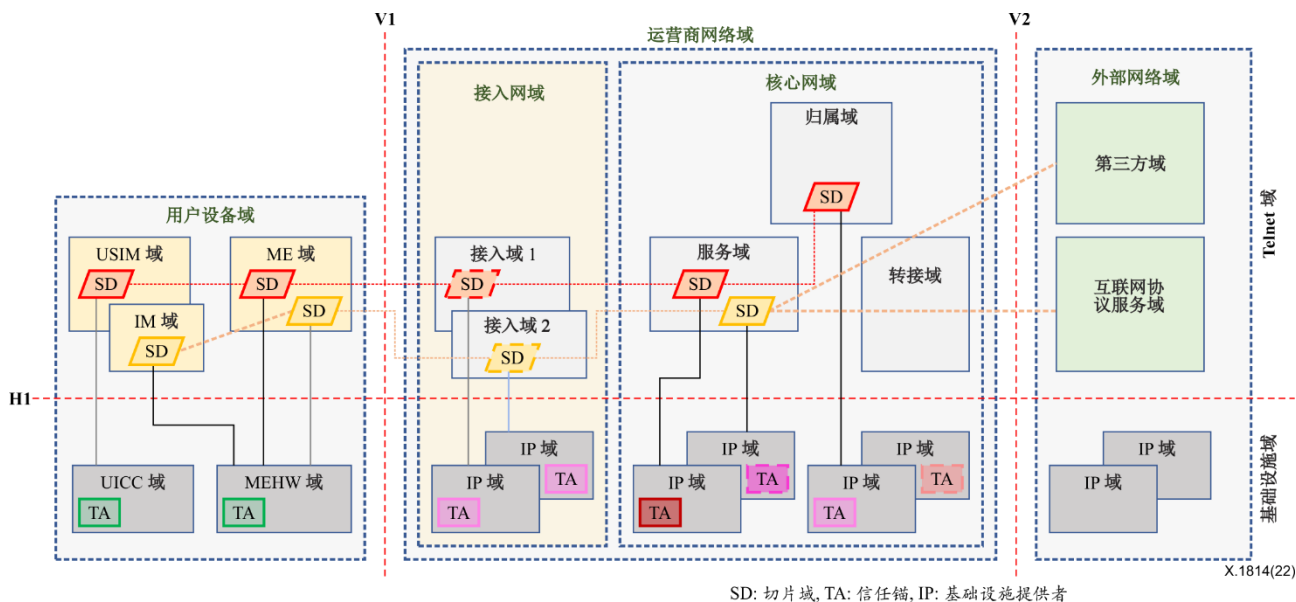 V1
V2
运营商网络域
接入网域
核心网域
外部网络域
归属域
第三方域
SD
用户设备域
USIM 域
ME 域
接入域 1
服务域
转接域
互联网协
议服务域
Telnet 域
SD
SD
SD
SD
IM 域
SD
接入域 2
SD
SD
SD
H1
IP 域
IP 域
IP 域
IP 域
UICC 域
MEHW 域
IP 域
TA
IP 域
TA
IP 域
TA
IP 域
TA
TA
TA
TA
TA
基础设施域
X.1814(22)
SD: 切片域, TA: 信任锚, IP: 基础设施提供者